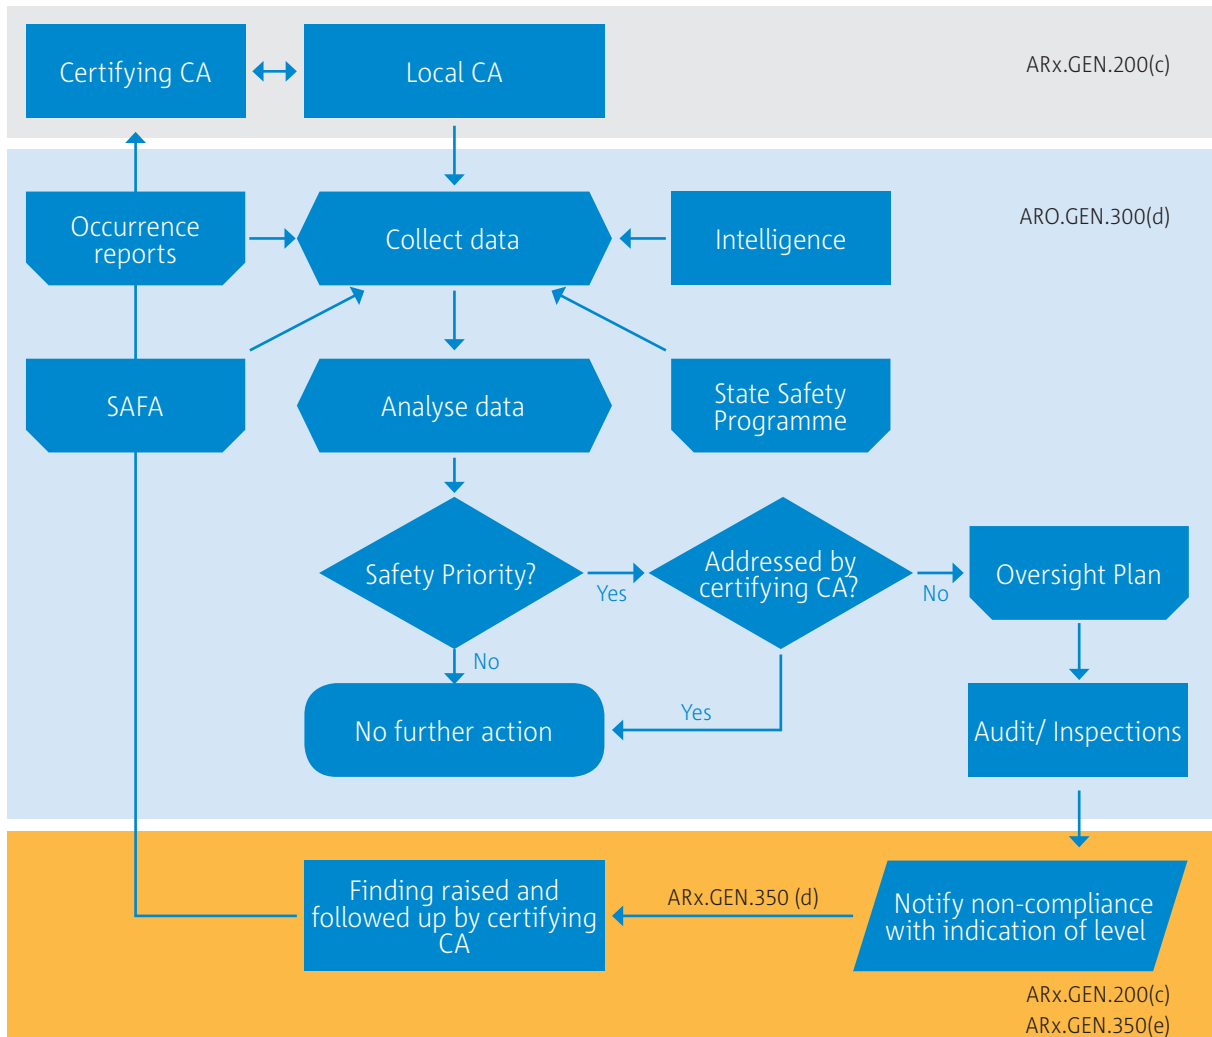 Certifying CA
Local CA
ARx.GEN.200(c)
Occurrence
reports
Collect data
Intelligence
ARO.GEN.300(d)
SAFA
Analyse data
State Safety
Programme
Safety Priority?
Yes
Addressed by
certifying CA?
No
Oversight Plan
No
No further action
Yes
Audit/ Inspections
Finding raised and
followed up by certifying
CA
ARx.GEN.350 (d)
Notify non-compliance
with indication of level
ARx.GEN.200(c)
ARx.GEN.350(e)